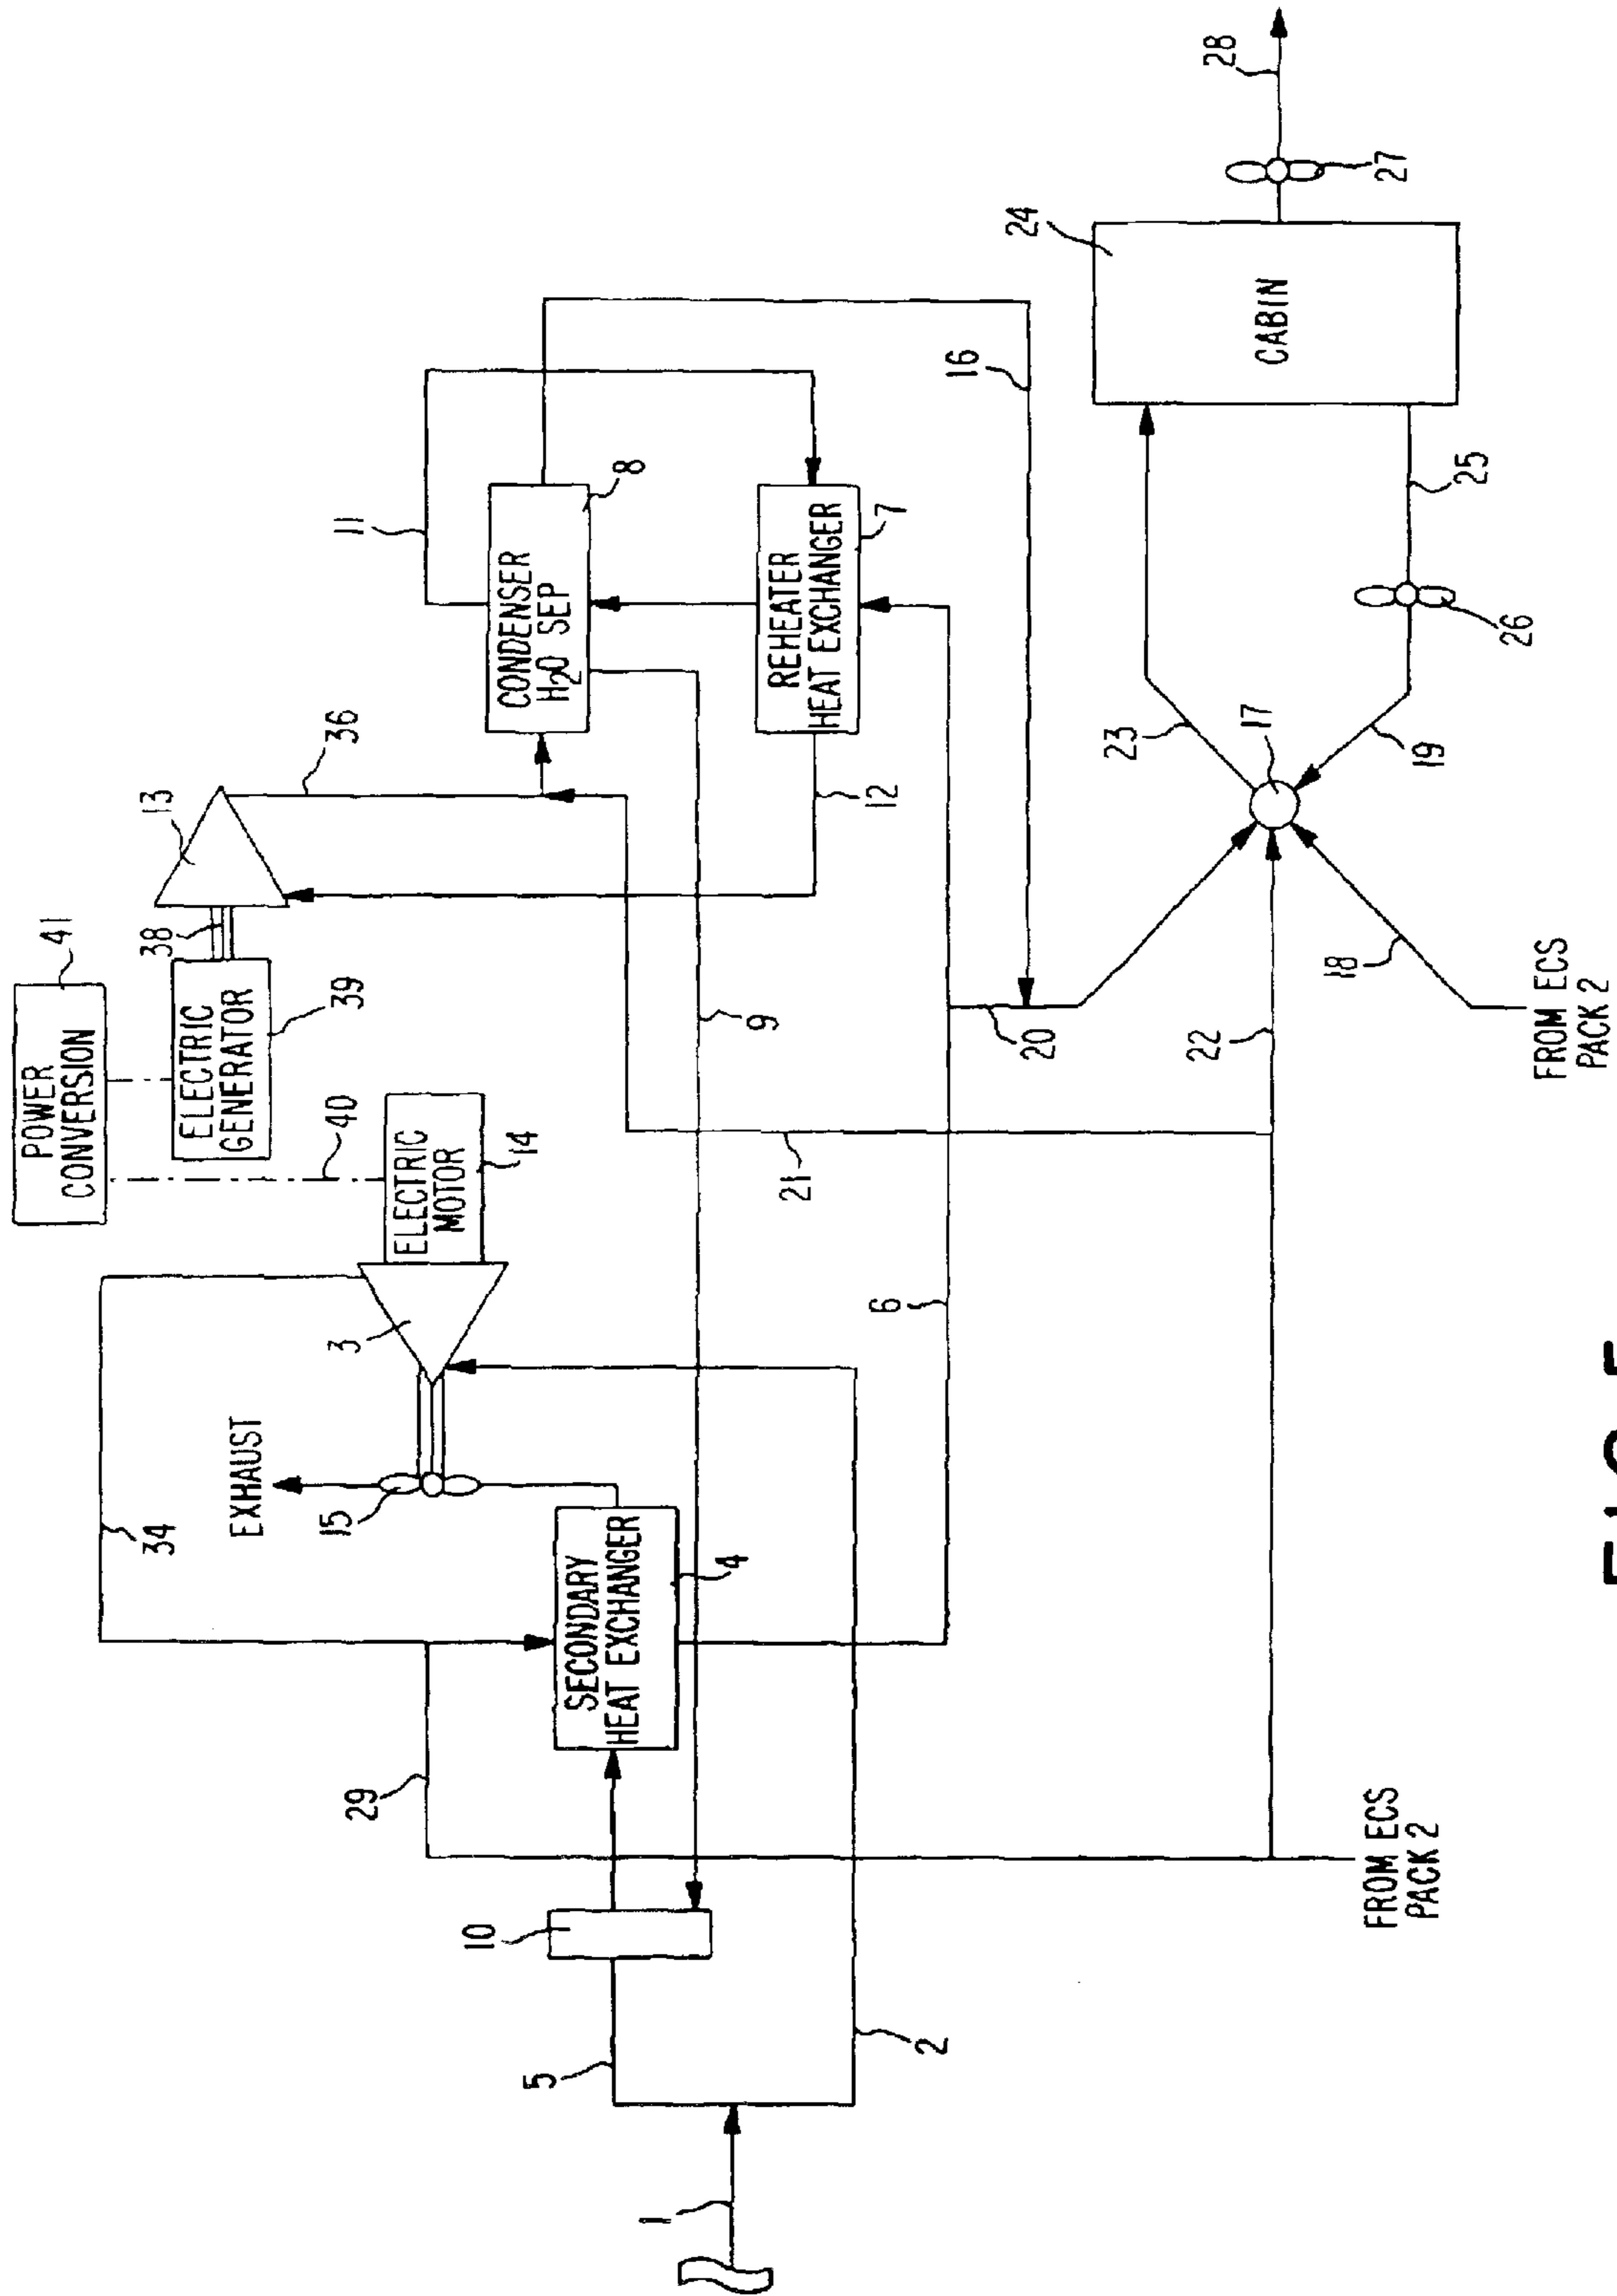 POWER
CONVERSION
41
ELECTRIC
GENERATOR
39
38
13
36
40
ELECTRIC
MOTOR
14
3
34
EXHAUST
15
11
CONDENSER
H2O SEP
8
REHEATER
HEAT EXCHANGER
7
12
9
16
SECONDARY
HEAT EXCHANGER
4
29
10
5
1
2
6
21
20
22
18
FROM ECS
PACK 2
FROM ECS
PACK 2
17
23
19
24
CABIN
25
26
27
28